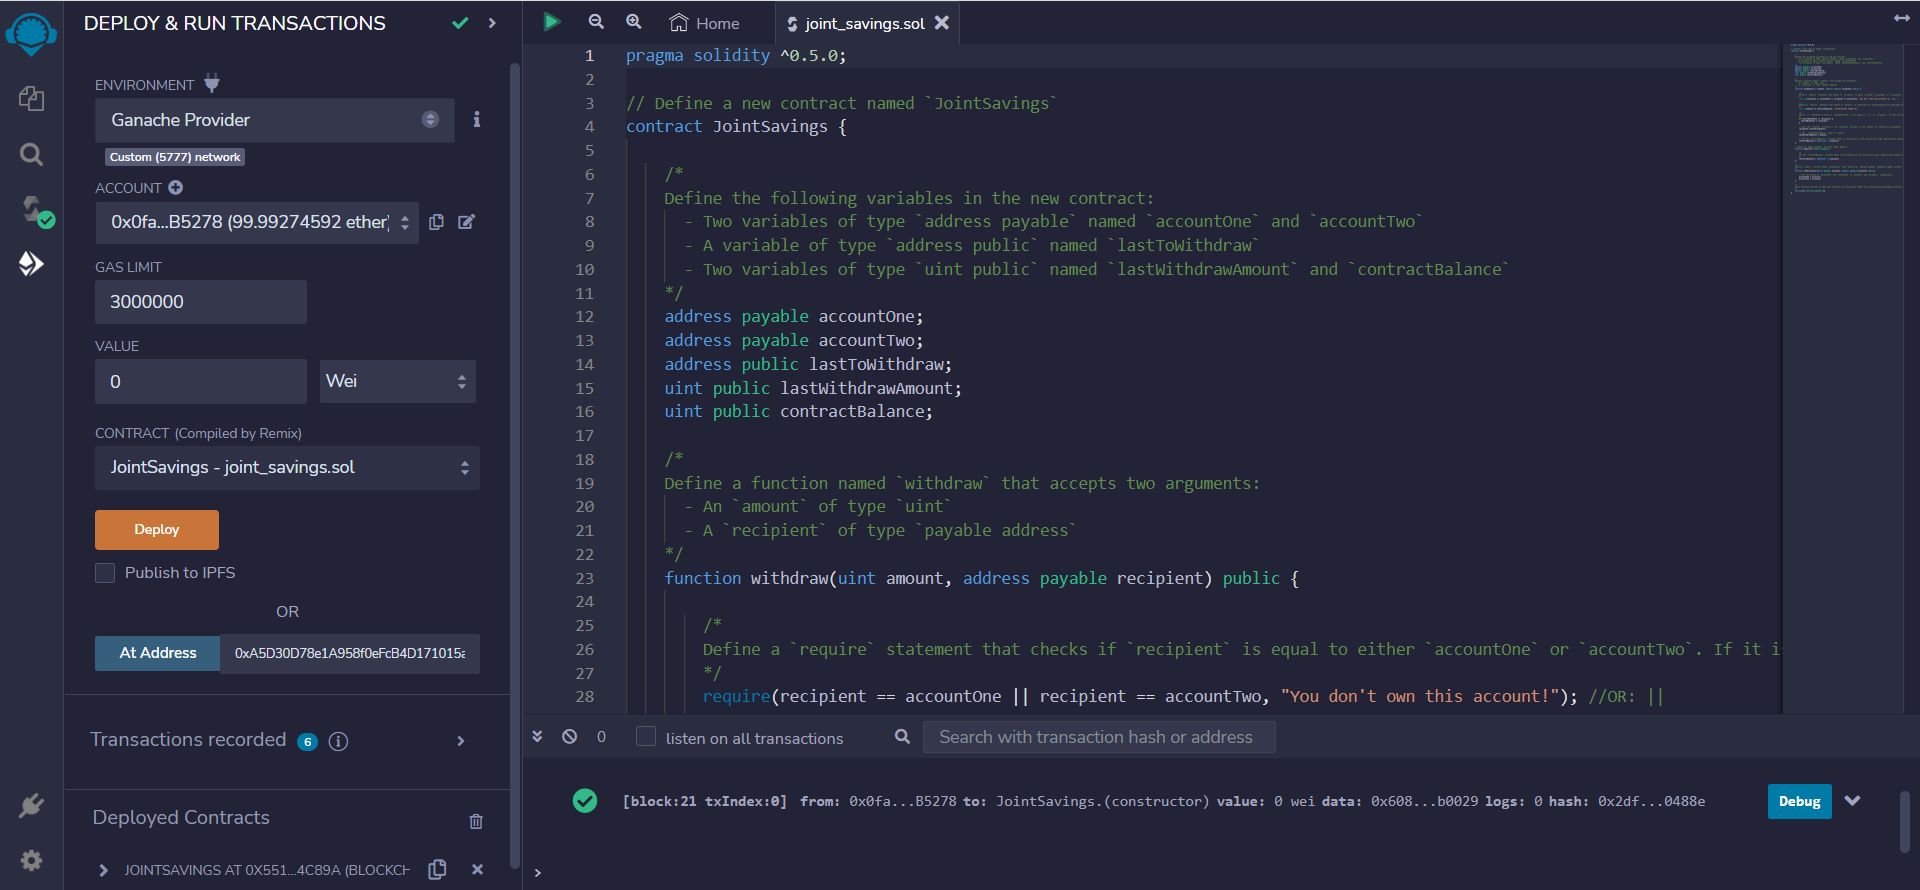 DEPLOY & RUN TRANSACTIONS
ENVIRONMENT
Ganache Provider
Custom (5777) network
ACCOUNT
0x0fa...B5278 (99.99274592 ether)
GAS LIMIT
3000000
VALUE
0
Wei
CONTRACT (Compiled by Remix)
JointSavings - joint_savings.sol
Deploy
Publish to IPFS
OR
At Address
0xA5D30D78e1A958f0eFcB4D171015a
Transactions recorded 6
Deployed Contracts
JOINTSAVINGS AT 0X551...4C89A (BLOCKCH
Home
joint_savings.sol
1 pragma solidity ^0.5.0;
2
3 // Define a new contract named `JointSavings`
4 contract JointSavings {
5
6 /*
7 Define the following variables in the new contract:
8 - Two variables of type `address payable` named `accountOne` and `accountTwo`
9 - A variable of type `address public` named `lastToWithdraw`
10 - Two variables of type `uint public` named `lastWithdrawAmount` and `contractBalance`
11 */
12 address payable accountOne;
13 address payable accountTwo;
14 address public lastToWithdraw;
15 uint public lastWithdrawAmount;
16 uint public contractBalance;
17
18 /*
19 Define a function named `withdraw` that accepts two arguments:
20 - An `amount` of type `uint`
21 - A `recipient` of type `payable address`
22 */
23 function withdraw(uint amount, address payable recipient) public {
24
25 /*
26 Define a `require` statement that checks if `recipient` is equal to either `accountOne` or `accountTwo`. If it i
27 */
28 require(recipient == accountOne || recipient == accountTwo, "You don't own this account!"); //OR: ||
0
listen on all transactions
Search with transaction hash or address
[block:21 txIndex:0] from: 0x0fa...B5278 to: JointSavings.(constructor) value: 0 wei data: 0x608...b0029 logs: 0 hash: 0x2df...0488e
Debug
>